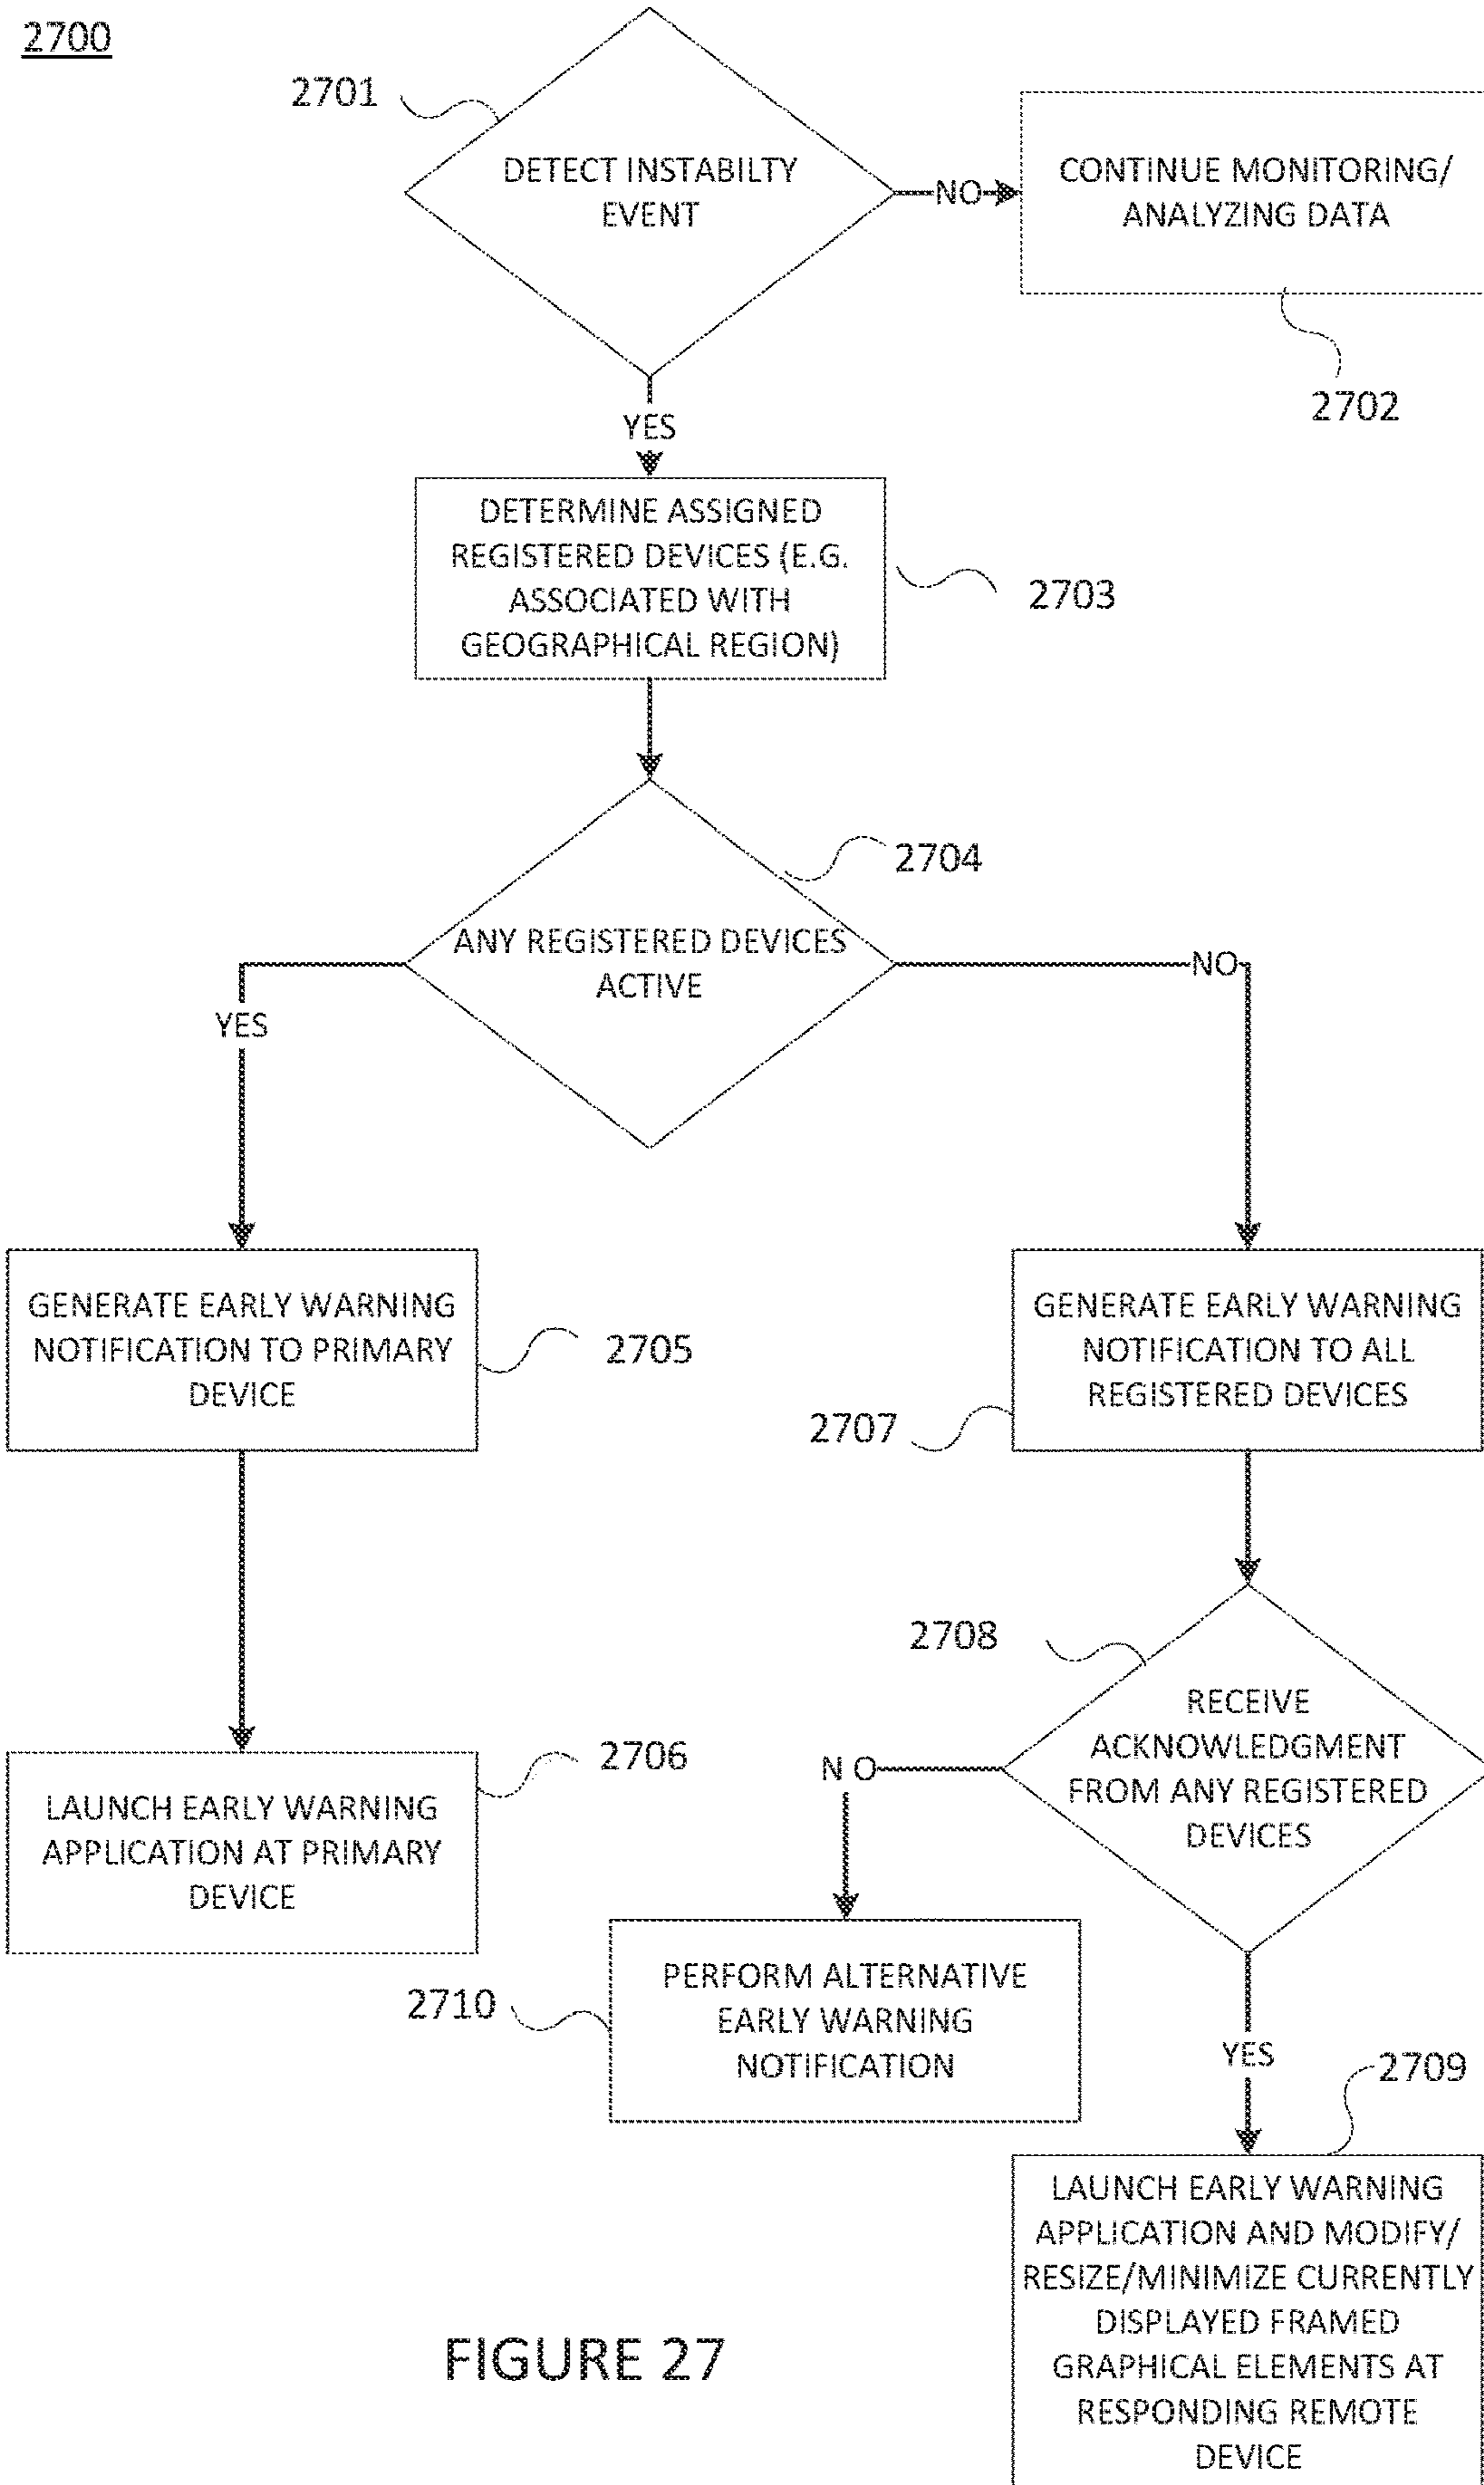 2700
2701
DETECT INSTABILTY
EVENT
NO
CONTINUE MONITORING/
ANALYZING DATA
2702
YES
DETERMINE ASSIGNED
REGISTERED DEVICES (E.G.
ASSOCIATED WITH
GEOGRAPHICAL REGION)
2703
2704
ANY REGISTERED DEVICES
ACTIVE
YES
NO
GENERATE EARLY WARNING
NOTIFICATION TO PRIMARY
DEVICE
2705
GENERATE EARLY WARNING
NOTIFICATION TO ALL
REGISTERED DEVICES
2707
2706
LAUNCH EARLY WARNING
APPLICATION AT PRIMARY
DEVICE
2708
RECEIVE
ACKNOWLEDGMENT
FROM ANY REGISTERED
DEVICES
N O
PERFORM ALTERNATIVE
EARLY WARNING
NOTIFICATION
2710
YES
2709
LAUNCH EARLY WARNING
APPLICATION AND MODIFY/
RESIZE/MINIMIZE CURRENTLY
DISPLAYED FRAMED
GRAPHICAL ELEMENTS AT
RESPONDING REMOTE
DEVICE
FIGURE 27